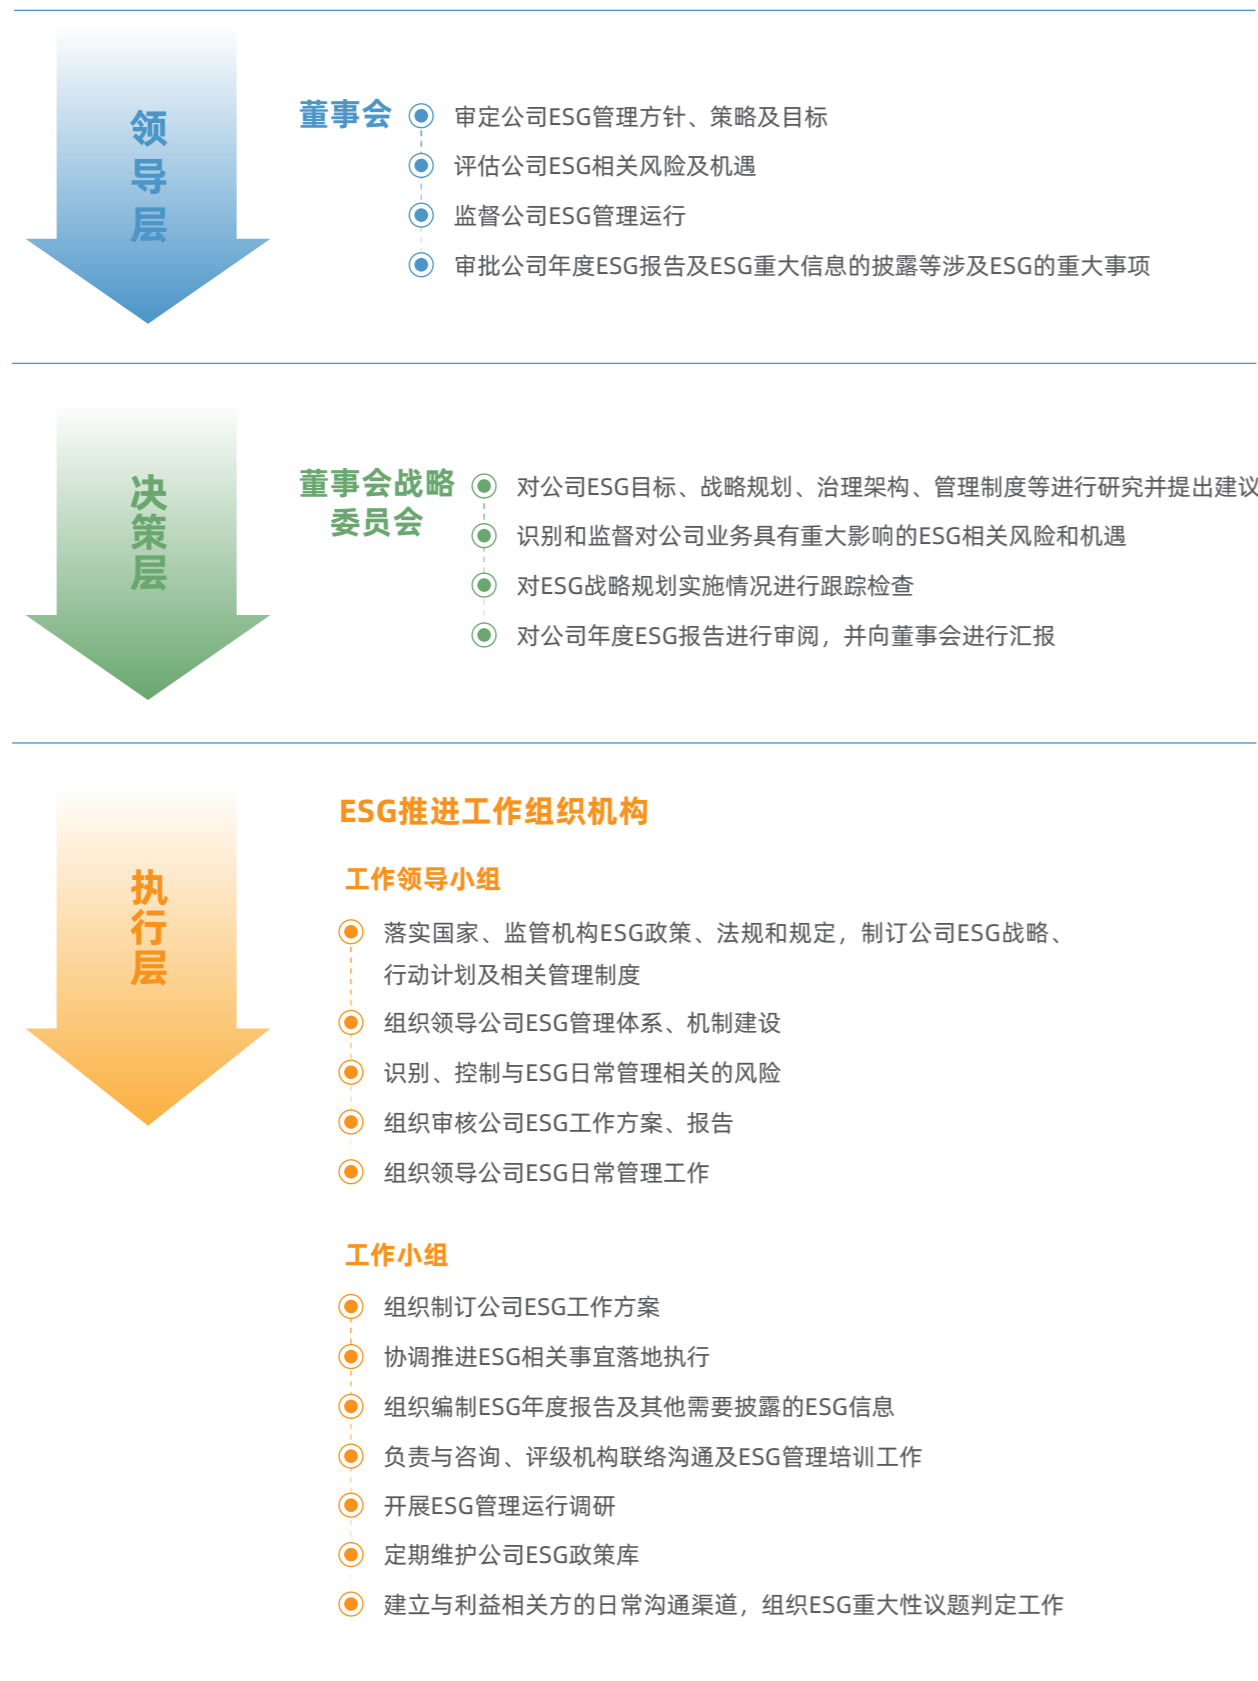 领导层
董事会
审定公司ESG管理方针、策略及目标
评估公司ESG相关风险及机遇
监督公司ESG管理运行
审批公司年度ESG报告及ESG重大信息的披露等涉及ESG的重大事项
决策层
董事会战略
委员会
对公司ESG目标、战略规划、治理架构、管理制度等进行研究并提出建议
识别和监督对公司业务具有重大影响的ESG相关风险和机遇
对ESG战略规划实施情况进行跟踪检查
对公司年度ESG报告进行审阅，并向董事会进行汇报
执行层
ESG推进工作组织机构
工作领导小组
落实国家、监管机构ESG政策、法规和规定，制订公司ESG战略、
行动计划及相关管理制度
组织领导公司ESG管理体系、机制建设
识别、控制与ESG日常管理相关的风险
组织审核公司ESG工作方案、报告
组织领导公司ESG日常管理工作
工作小组
组织制订公司ESG工作方案
协调推进ESG相关事宜落地执行
组织编制ESG年度报告及其他需要披露的ESG信息
负责与咨询、评级机构联络沟通及ESG管理培训工作
开展ESG管理运行调研
定期维护公司ESG政策库
建立与利益相关方的日常沟通渠道，组织ESG重大性议题判定工作